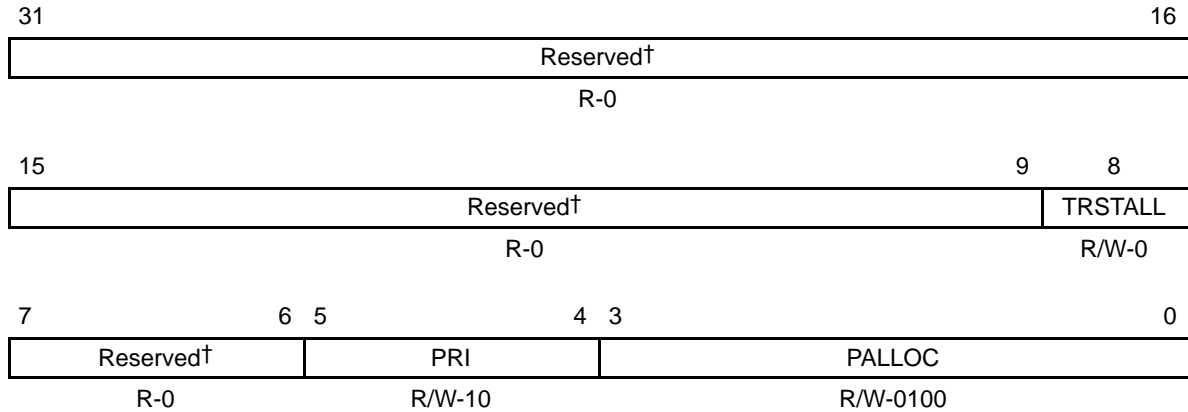 31 16
Reserved†
R-0
15 9 8
Reserved† TRSTALL
R-0 R/W-0
7 6 5 4 3 0
Reserved† PRI PALLOC
R-0 R/W-10 R/W-0100